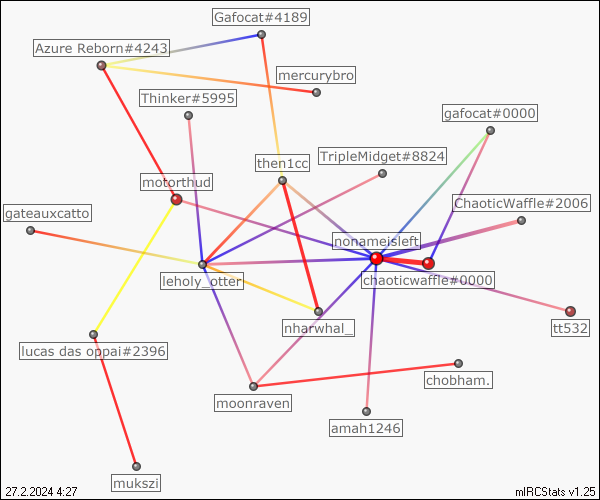 Gafocat#4189
Azure Reborn#4243
mercurybro
Thinker#5995
gafocat#0000
then1cc
TripleMidget#8824
motorthud
ChaoticWaffle#2006
gateauxcatto
nonameisleft
leholy_otter
chaoticwaffle#0000
nharwhal_
tt532
lucas das oppai#2396
chobham.
moonraven
amah1246
mukszi
27.2.2024 4:27
mIRCStats v1.25